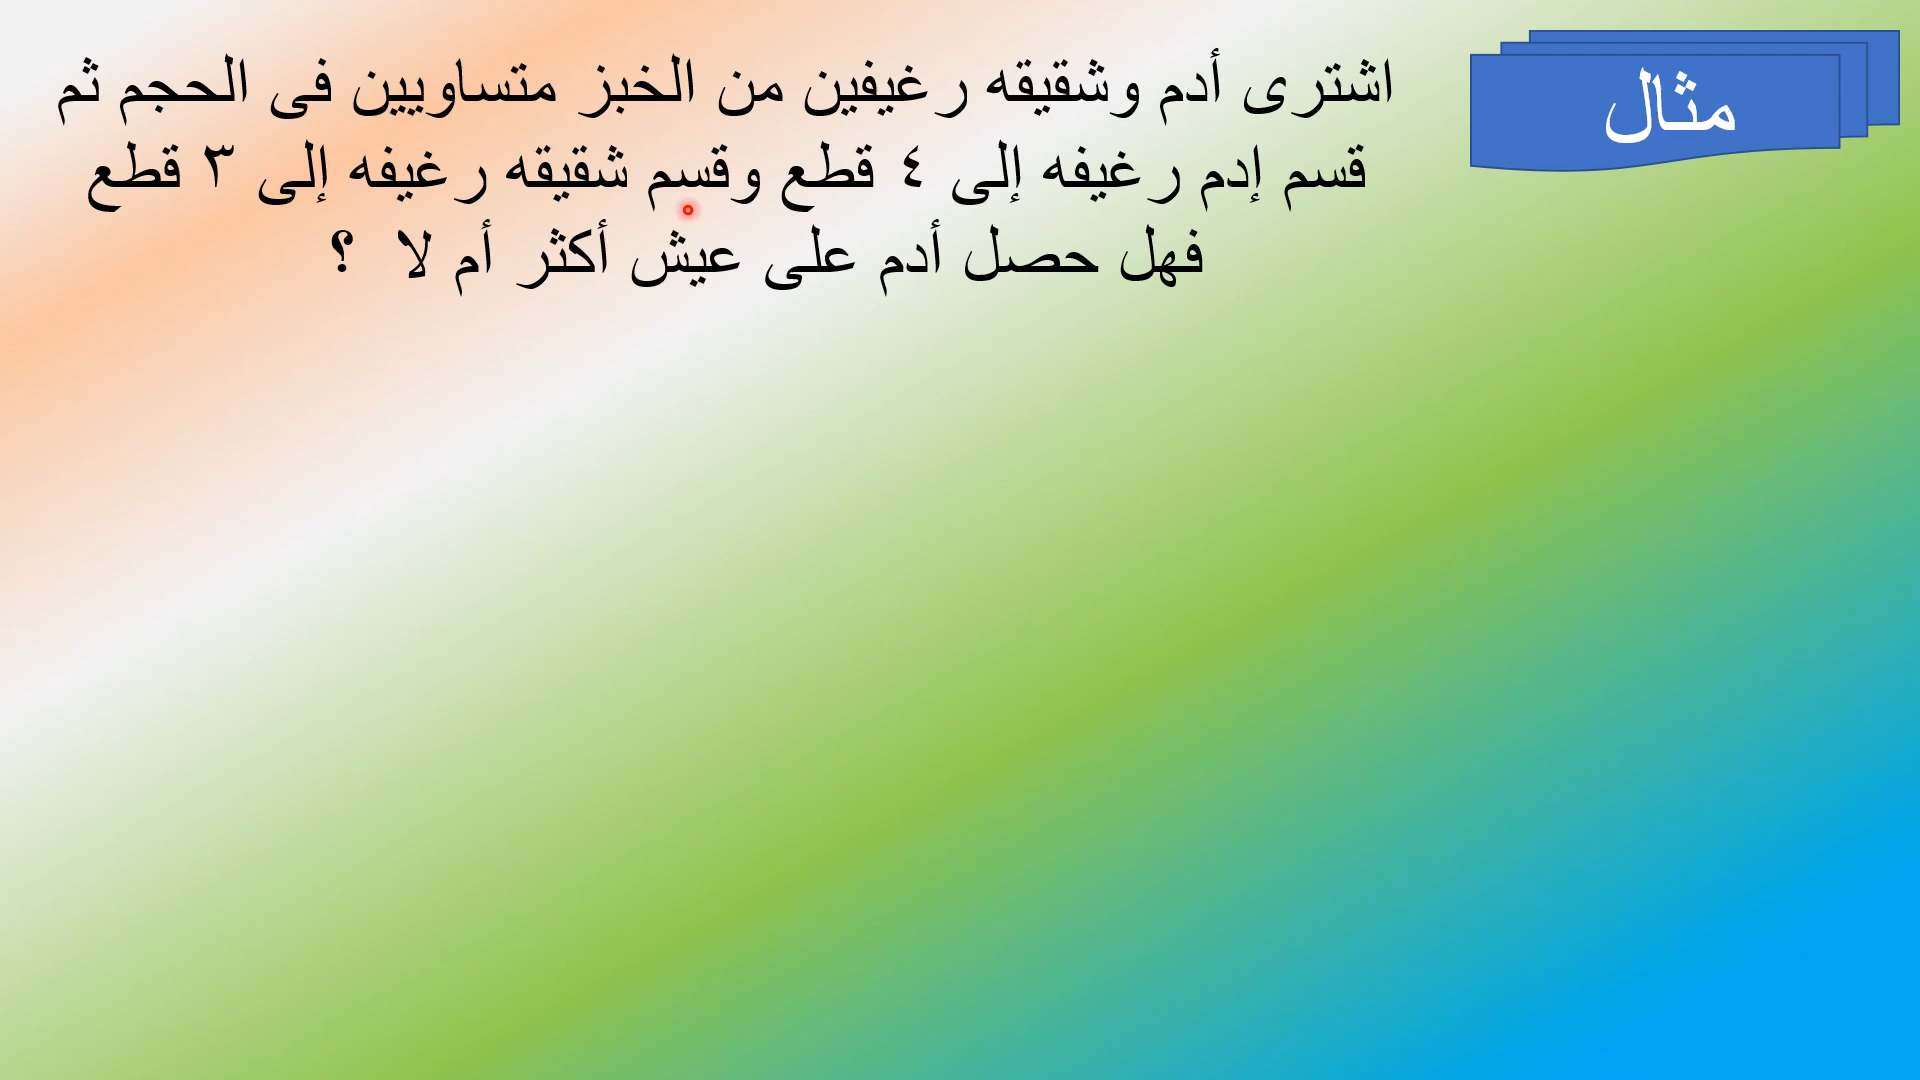 مثال
اشترى أدم وشقيقه رغيفين من الخبز متساويين فى الحجم ثم
قسم إدم رغيفه إلى ٤ قطع وقسم شقيقه رغيفه إلى ٣ قطع
فهل حصل أدم على عيش أكثر أم لا ؟